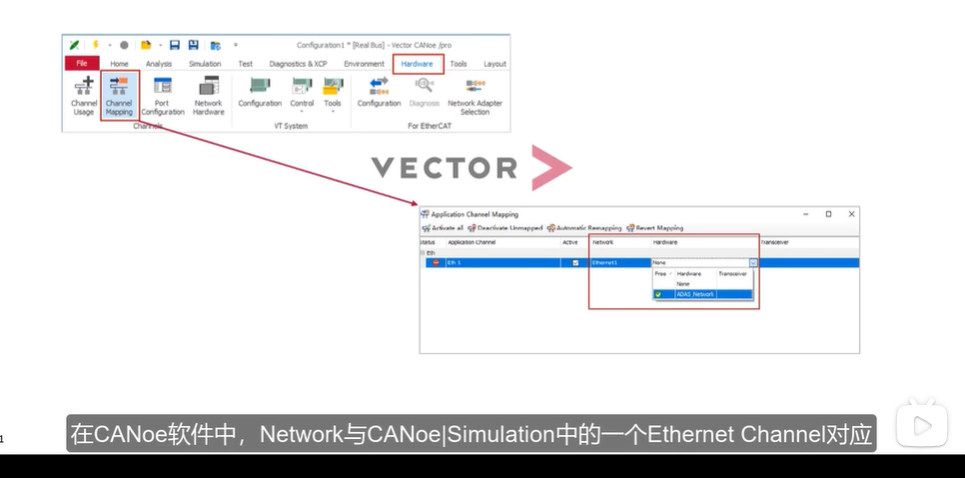 Configuration1 * [Real Bus] - Vector CANoe /pro
File Home Analysis Simulation Test Diagnostics & XCP Environment Hardware Tools Layout
Channel Usage
Channel Mapping
Port Configuration
Network Hardware
Configuration
Control
Tools
Configuration
Diagnosis
Network Adapter Selection
Channels
VT System
For EtherCAT
VECTOR
Application Channel Mapping
Activate all Deactivate Unmapped Automatic Remapping Revert Mapping
Status Application Channel Active Network Hardware Transceiver
Eth
Eth 1 Ethernet1 None
Free Hardware Transceiver
None
ADAS_Network
在CANoe软件中，Network与CANoe|Simulation中的一个Ethernet Channel对应
1